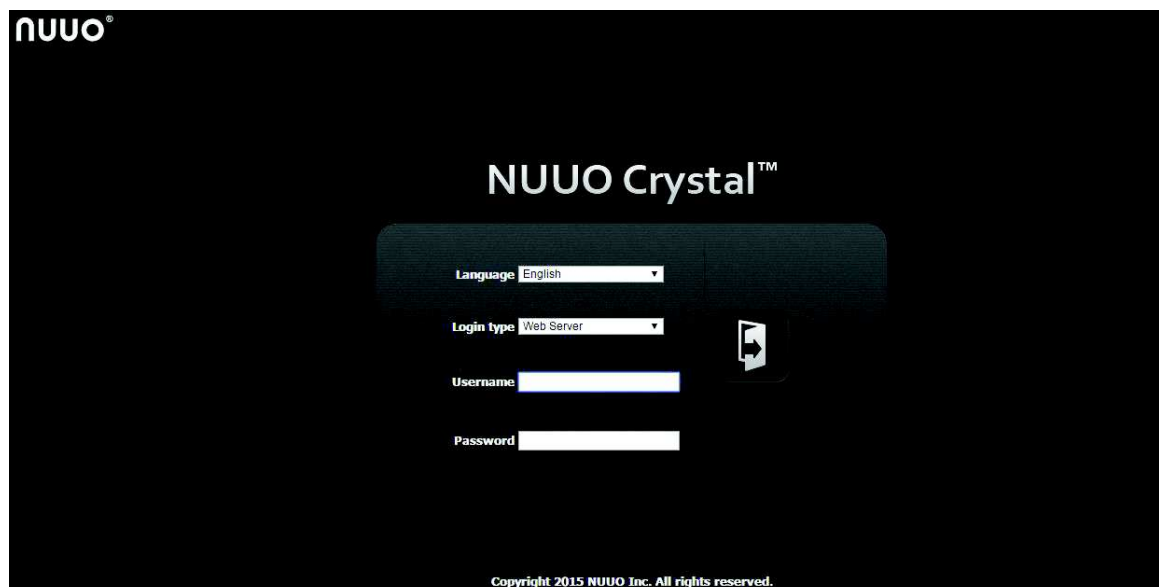 nuuo®
NUUO Crystal™
Language English
Login type Web Server
Username
Password
Copyright 2015 NUUO Inc. All rights reserved.